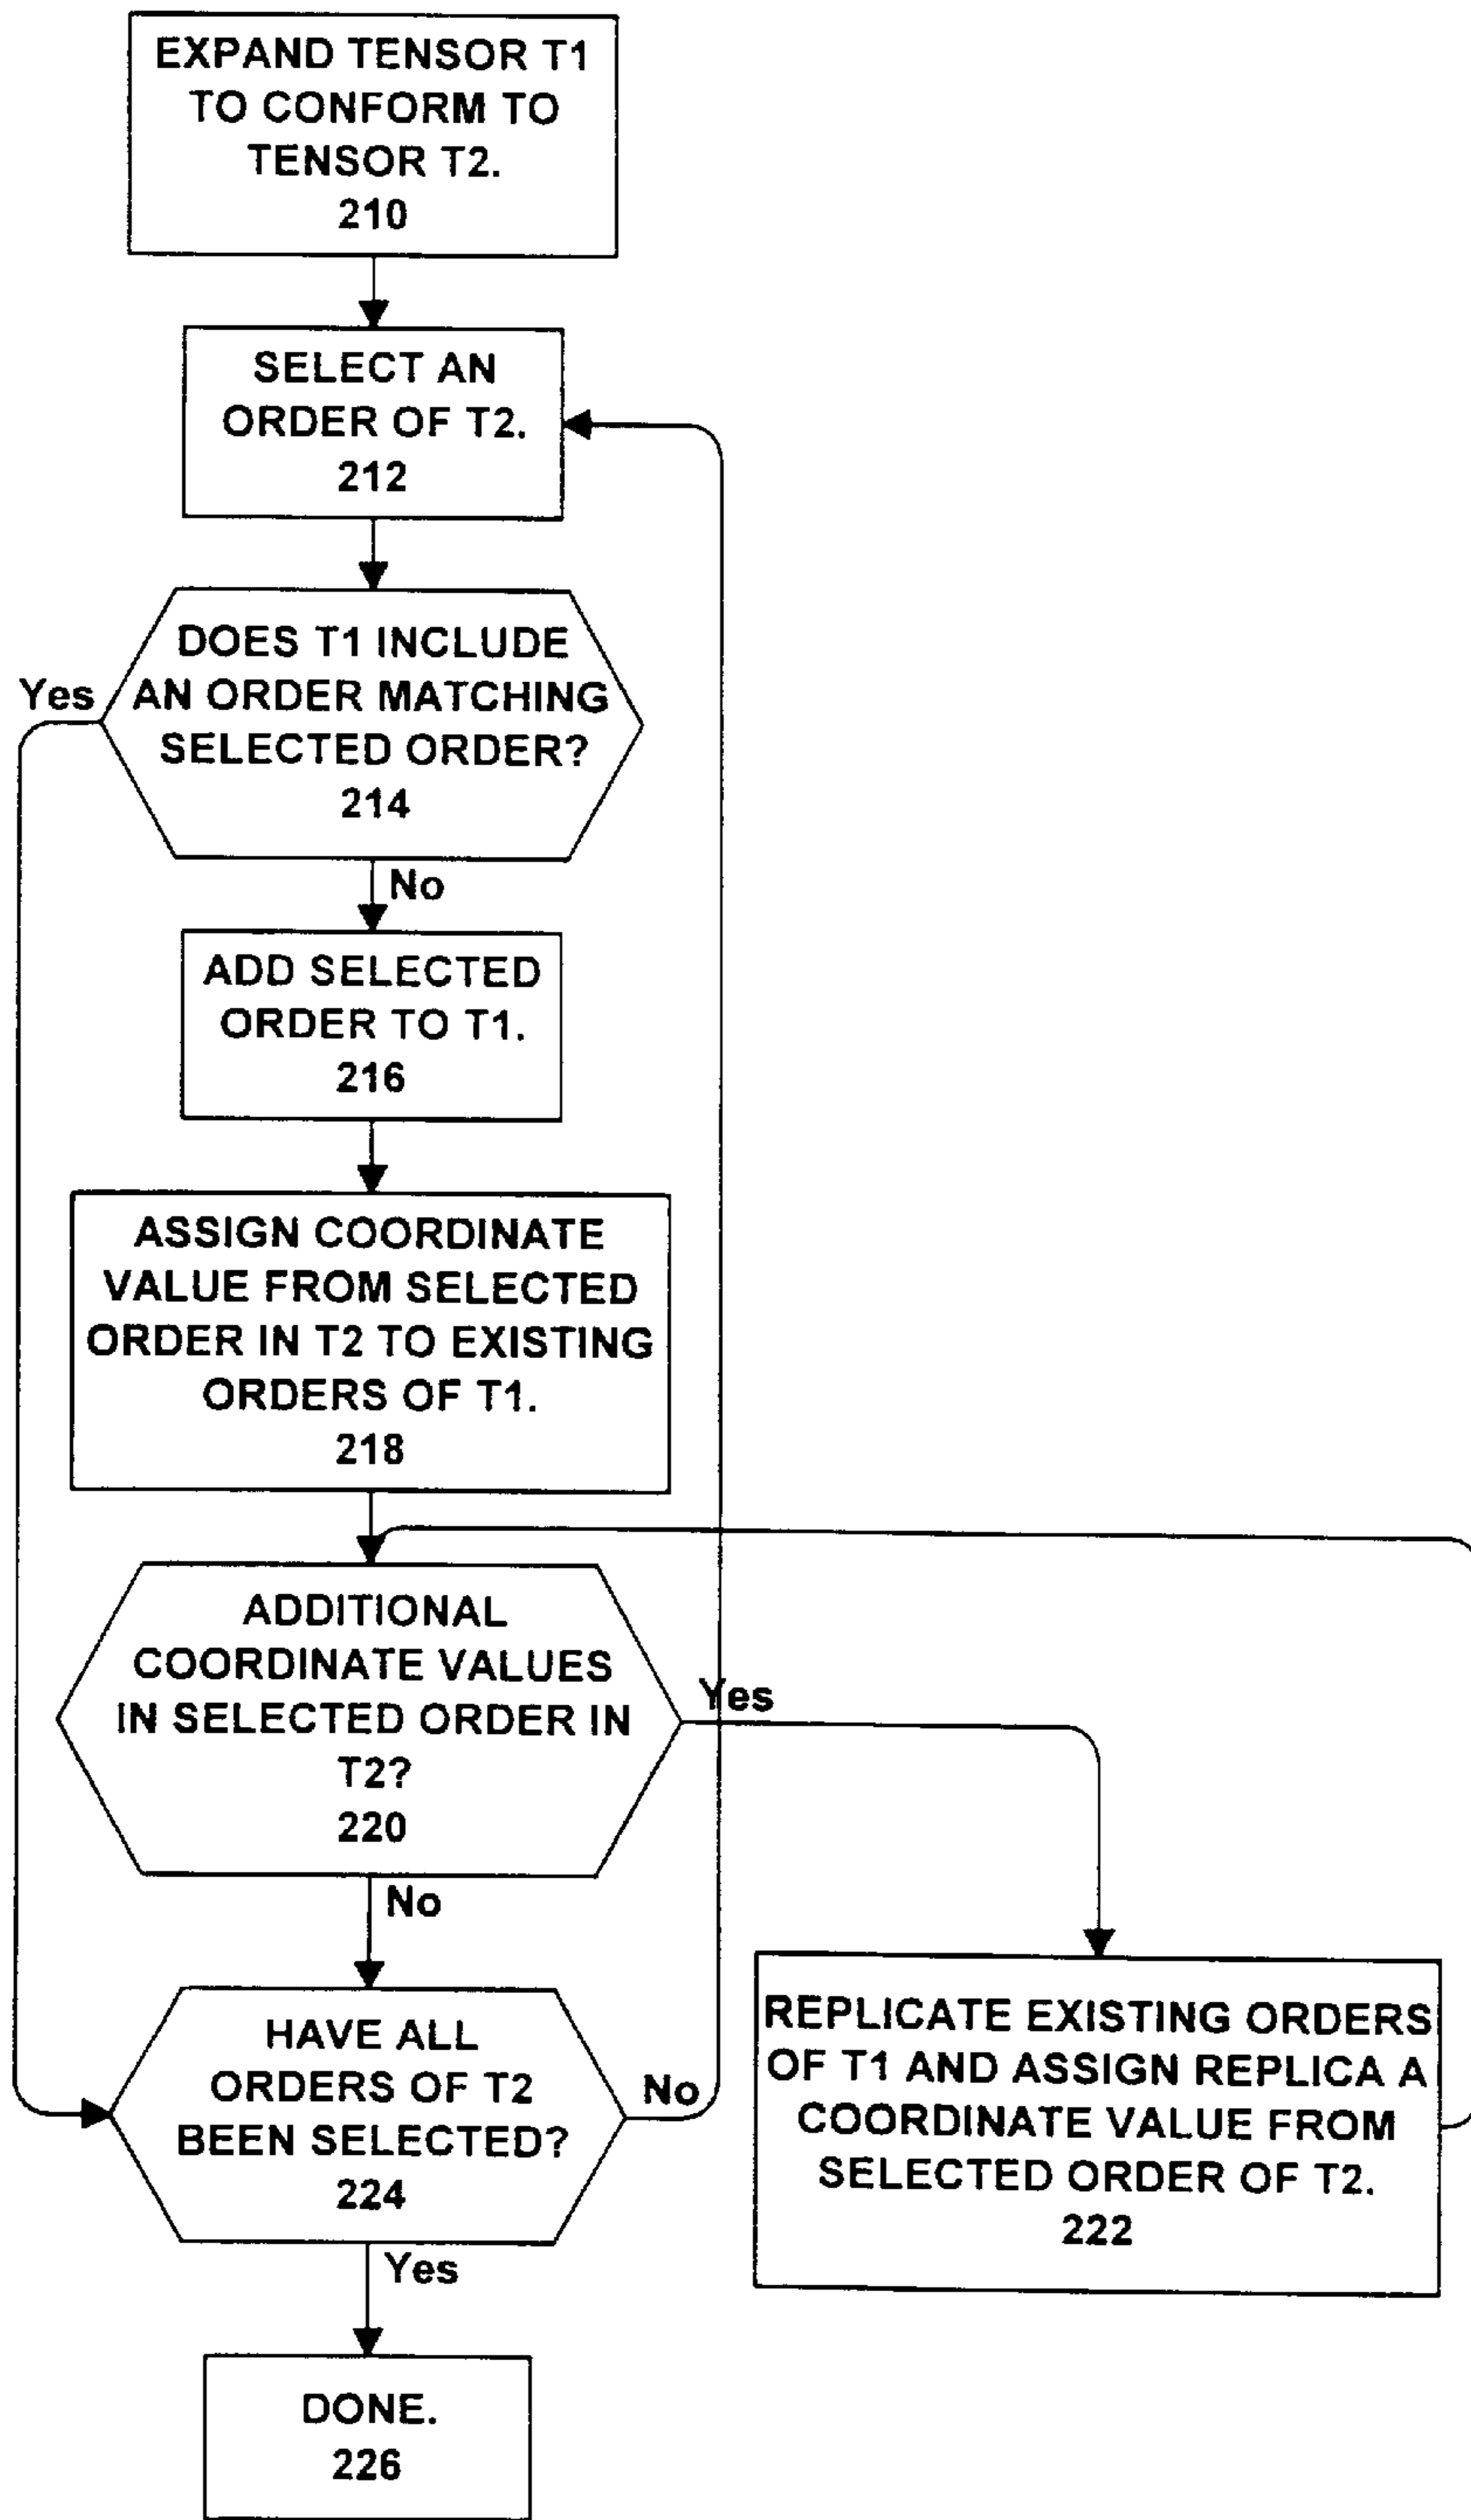 EXPAND TENSOR T1
TO CONFORM TO
TENSOR T2.
210
SELECT AN
ORDER OF T2.
212
DOES T1 INCLUDE
AN ORDER MATCHING
SELECTED ORDER?
214
Yes
No
ADD SELECTED
ORDER TO T1.
216
ASSIGN COORDINATE
VALUE FROM SELECTED
ORDER IN T2 TO EXISTING
ORDERS OF T1.
218
ADDITIONAL
COORDINATE VALUES
IN SELECTED ORDER IN
T2?
220
Yes
No
REPLICATE EXISTING ORDERS
OF T1 AND ASSIGN REPLICA A
COORDINATE VALUE FROM
SELECTED ORDER OF T2.
222
HAVE ALL
ORDERS OF T2
BEEN SELECTED?
224
No
Yes
DONE.
226